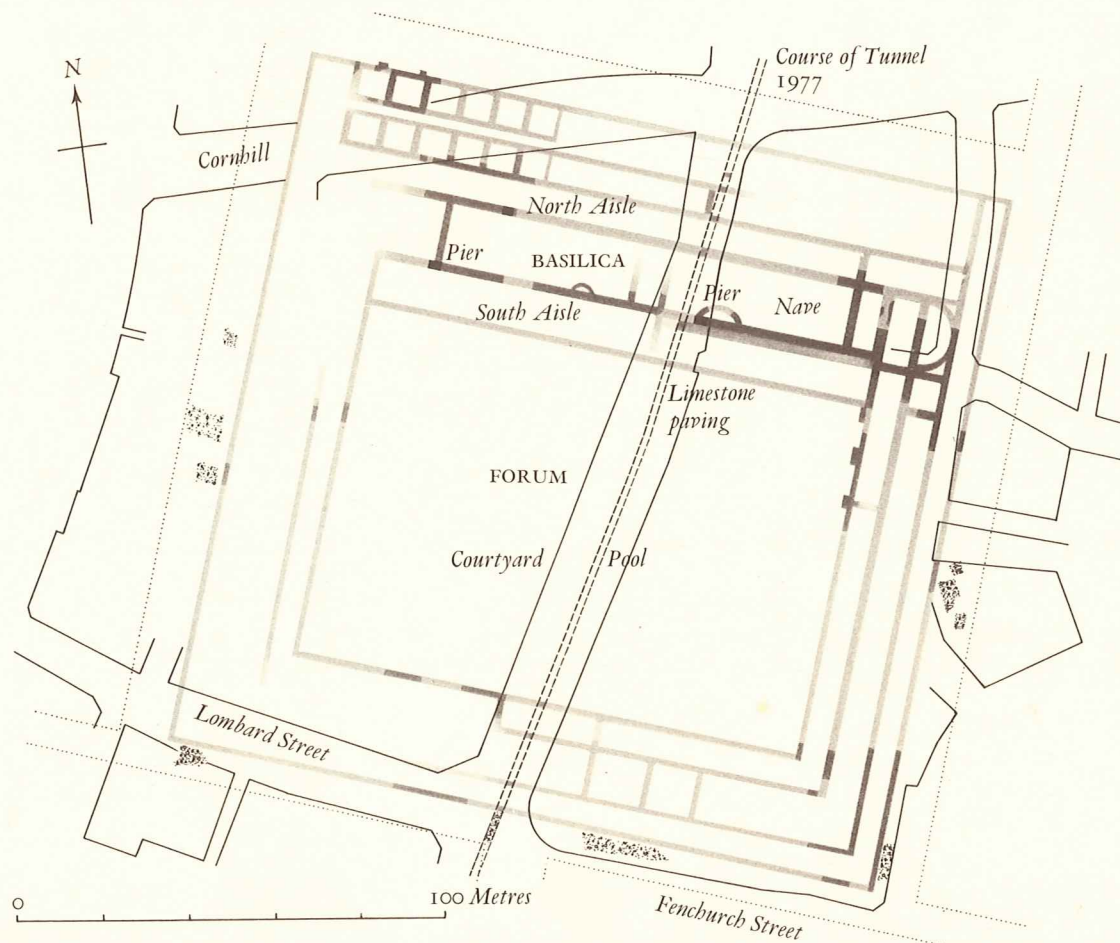 N
Course of Tunnel
1977
Cornhill
North Aisle
Pier
BASILICA
Pier
Nave
South Aisle
Limestone
paving
FORUM
Courtyard
Pool
Lombard Street
0
100 Metres
Fenchurch Street